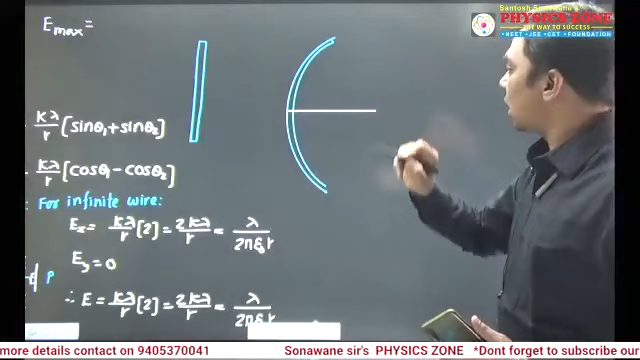 Santosh Sonawane's
PHYSICS ZONE
THE WAY TO SUCCESS
• NEET • JEE • CET • FOUNDATION
Emax =
Kλ/r [sinθ1 + sinθ2]
Kλ/r [cosθ1 - cosθ2]
For infinite wire
Ex = Kλ/r [2] = 2Kλ/r = λ/2πε0r
Ey = 0
P
∴ E = Kλ/r [2] = 2Kλ/r = λ/2πε0r
more details contact on 9405370041 Sonawane sir's PHYSICS ZONE *Dont forget to subscribe our